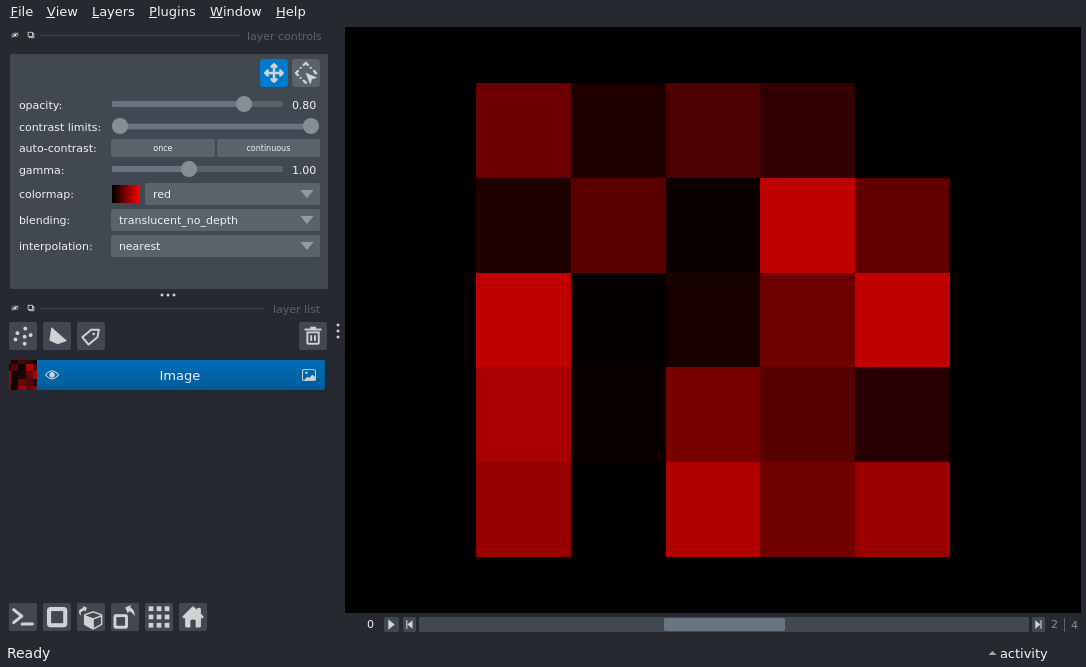 File View Layers Plugins Window Help
layer controls
opacity: 0.80
contrast limits:
auto-contrast: once continuous
gamma: 1.00
colormap: red
blending: translucent_no_depth
interpolation: nearest
layer list
Image
0 2 | 4
Ready activity